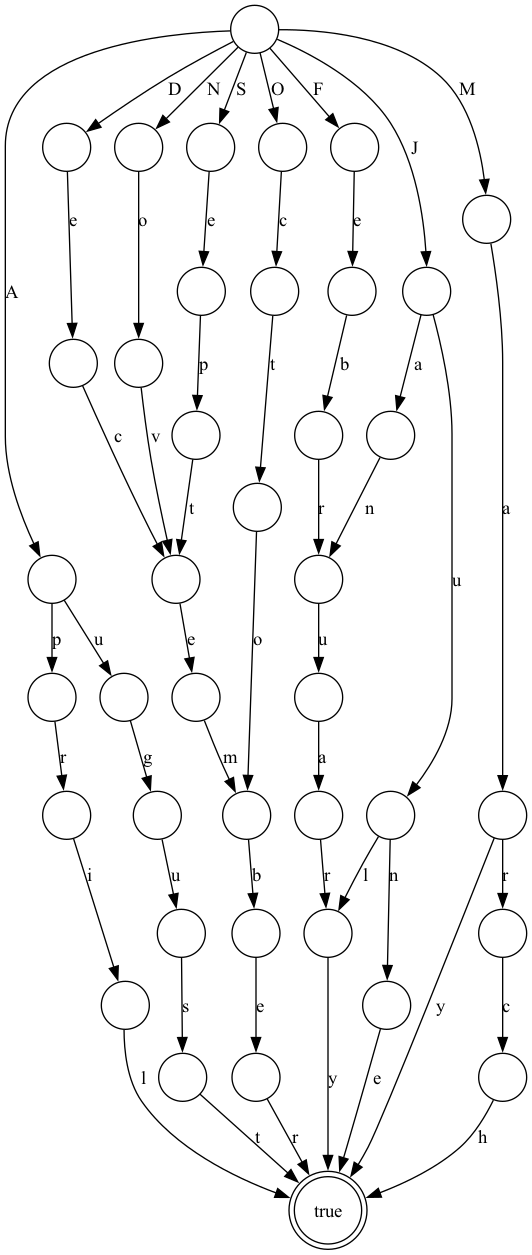 D N S O F M
J
e o e c e
A
p t b a
c v t r n a
p u e o u u
r g m a
i u b r l n r
s e y c
l t r y e h
true